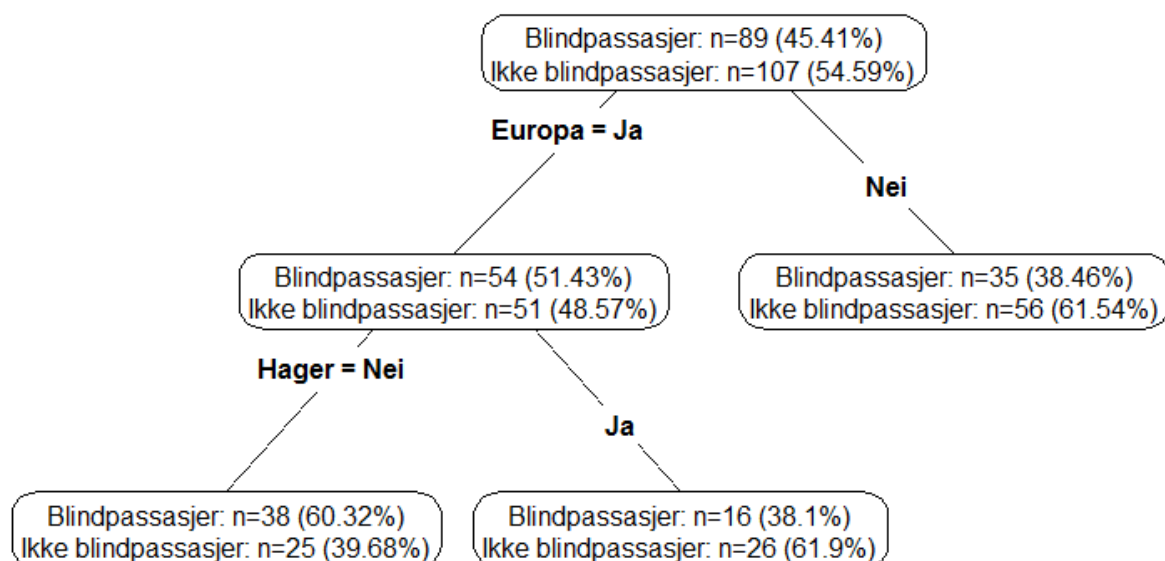 Blindpassasjer: n=89 (45.41%)
Ikke blindpassasjer: n=107 (54.59%)
Europa = Ja
Nei
Blindpassasjer: n=54 (51.43%)
Ikke blindpassasjer: n=51 (48.57%)
Blindpassasjer: n=35 (38.46%)
Ikke blindpassasjer: n=56 (61.54%)
Hager = Nei
Ja
Blindpassasjer: n=38 (60.32%)
Ikke blindpassasjer: n=25 (39.68%)
Blindpassasjer: n=16 (38.1%)
Ikke blindpassasjer: n=26 (61.9%)